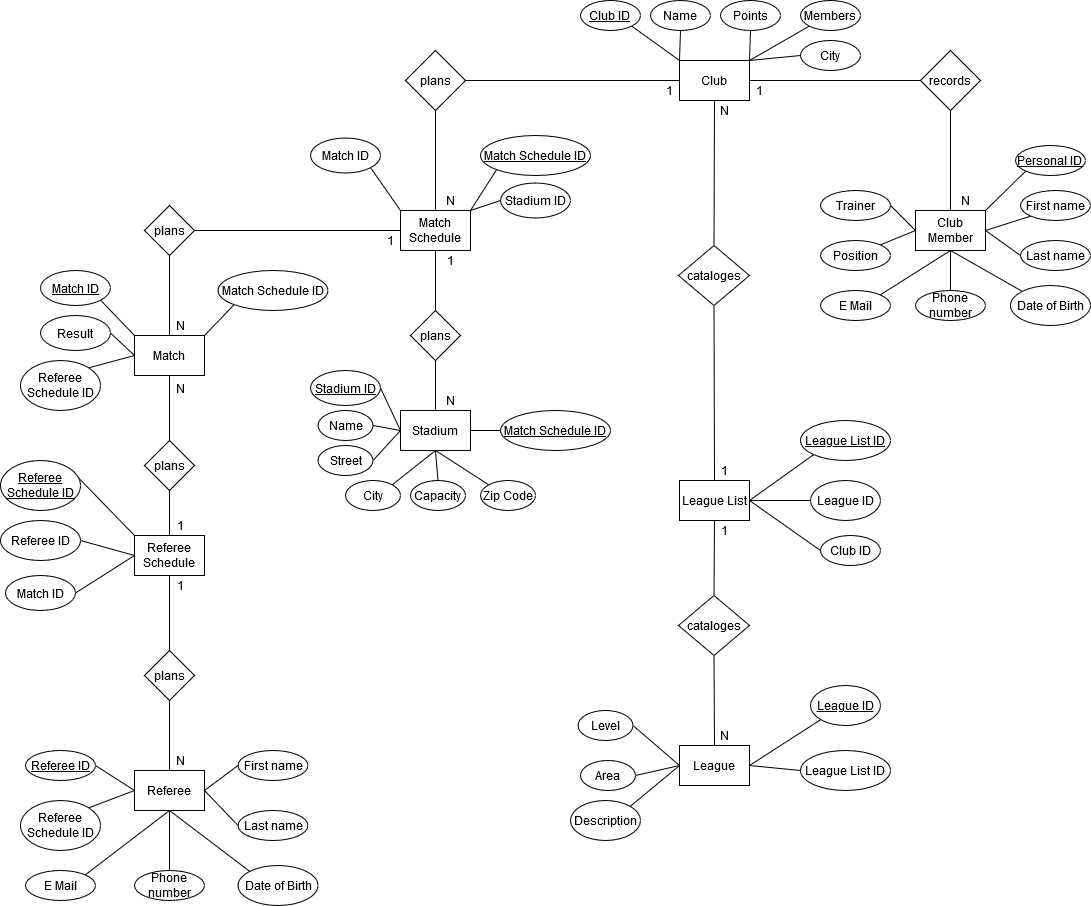 Club ID
Name
Points
Members
City
plans
Club
records
1
1
N
Match ID
Match Schedule ID
Personal ID
Stadium ID
N
N
Trainer
First name
plans
Match
Schedule
Club
Member
1
1
Position
Last name
cataloges
Match ID
Match Schedule ID
E Mail
Phone
number
Date of Birth
N
Result
plans
Match
Referee
Schedule ID
N
Stadium ID
N
Name
Stadium
Match Schedule ID
League List ID
Street
plans
1
Referee
Schedule ID
City
Capacity
Zip Code
League List
League ID
1
1
Referee ID
Referee
Schedule
Club ID
1
Match ID
cataloges
plans
League ID
Level
N
N
Referee ID
First name
League
League List ID
Area
Referee
Referee
Schedule ID
Last name
Description
E Mail
Phone
number
Date of Birth